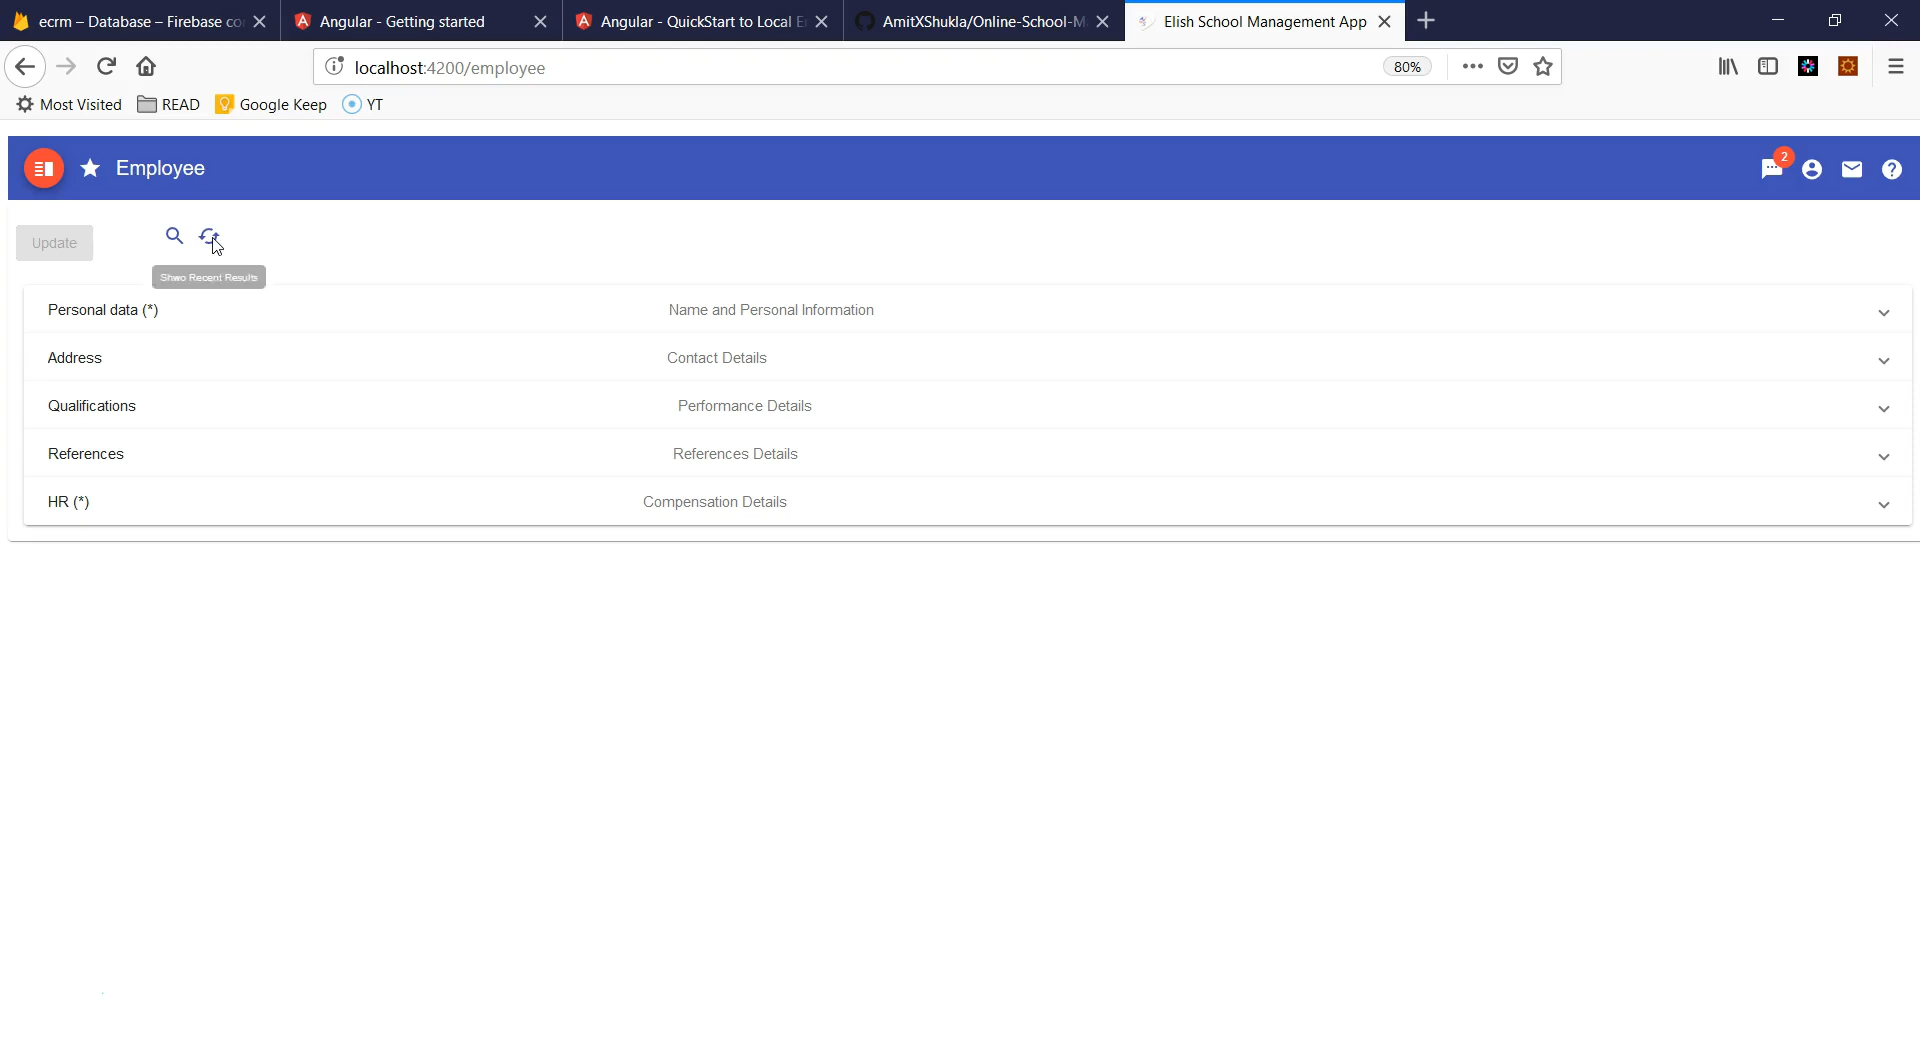 ecrm – Database – Firebase co
Angular - Getting started
Angular - QuickStart to Local E
AmitXShukla/Online-School-M
Elish School Management App
localhost:4200/employee
80%
Most Visited
READ
Google Keep
YT
Employee
2
Update
Shwo Recent Results
Personal data (*) Name and Personal Information
Address Contact Details
Qualifications Performance Details
References References Details
HR (*) Compensation Details